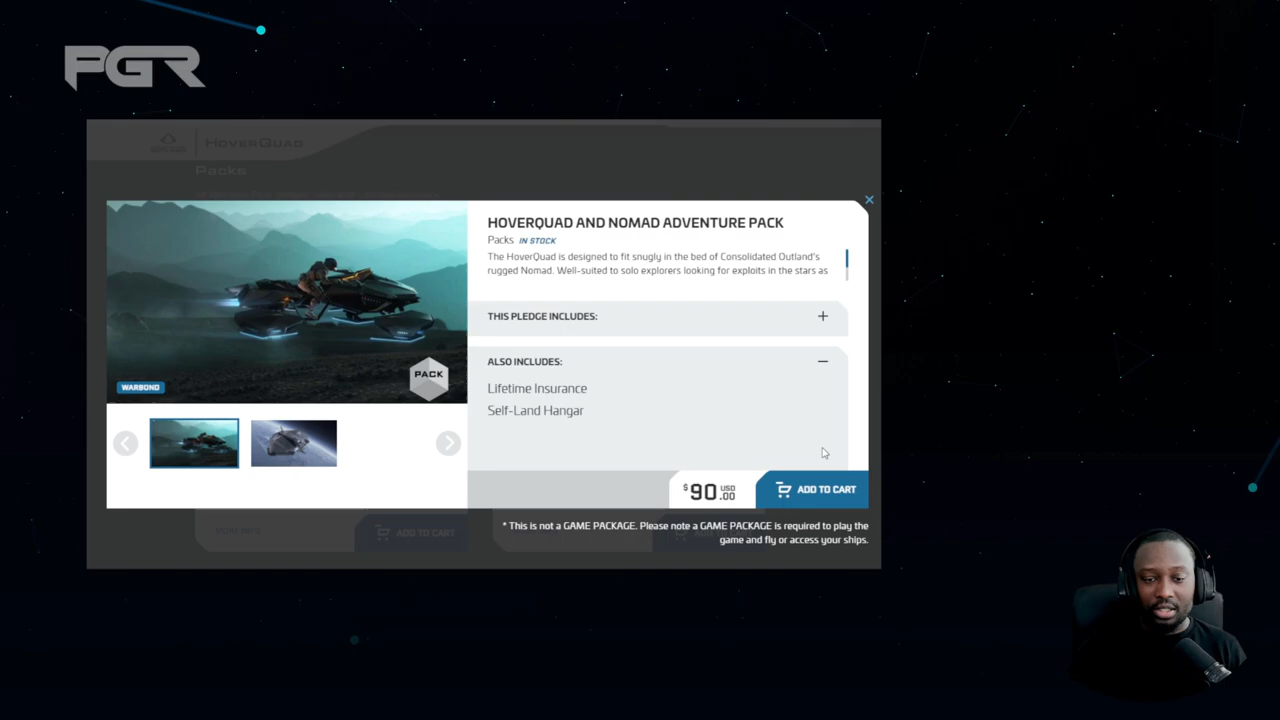 PGR
HOVERQUAD
Packs
HOVERQUAD AND NOMAD ADVENTURE PACK
Packs IN STOCK
The HoverQuad is designed to fit snugly in the bed of Consolidated Outland's
rugged Nomad. Well-suited to solo explorers looking for exploits in the stars as
THIS PLEDGE INCLUDES:
ALSO INCLUDES:
Lifetime Insurance
Self-Land Hangar
PACK
WARBOND
$90.00 USD
ADD TO CART
* This is not a GAME PACKAGE. Please note a GAME PACKAGE is required to play the
game and fly or access your ships.
MORE INFO
ADD TO CART